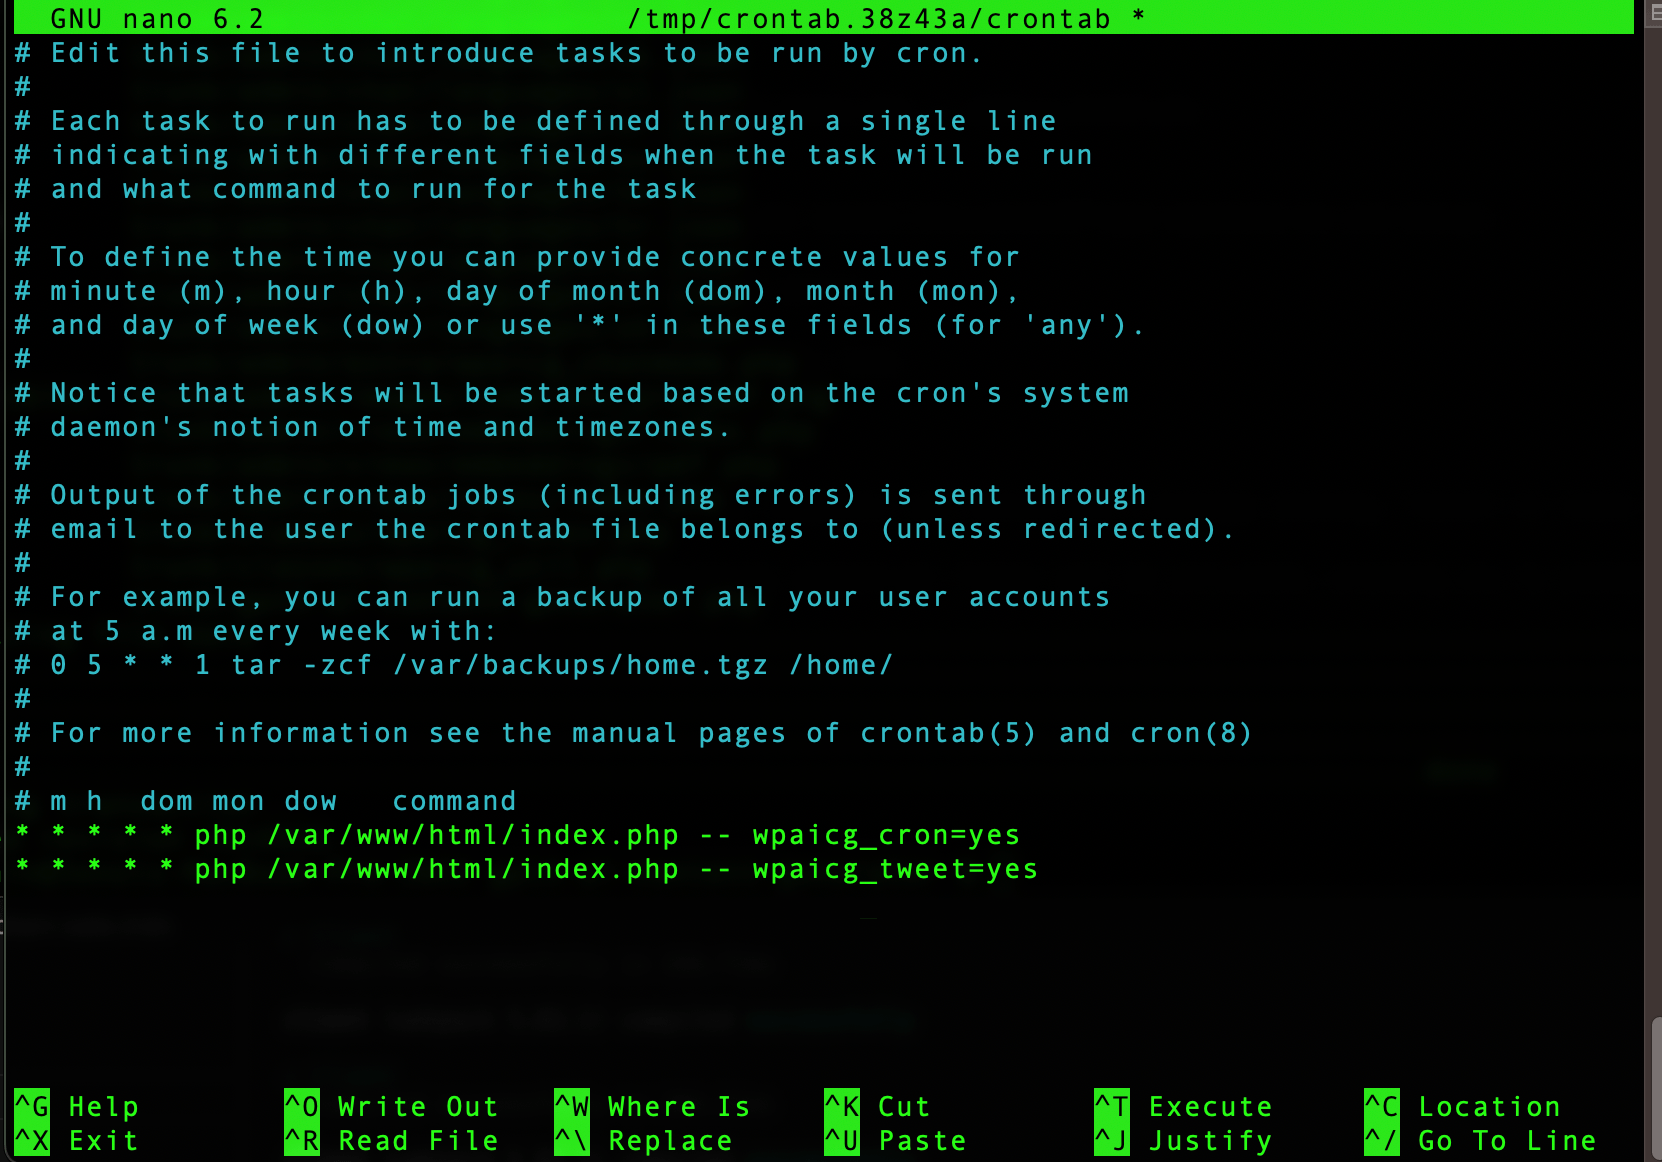 GNU nano 6.2 /tmp/crontab.38z43a/crontab *
# Edit this file to introduce tasks to be run by cron.
#
# Each task to run has to be defined through a single line
# indicating with different fields when the task will be run
# and what command to run for the task
#
# To define the time you can provide concrete values for
# minute (m), hour (h), day of month (dom), month (mon),
# and day of week (dow) or use '*' in these fields (for 'any').
#
# Notice that tasks will be started based on the cron's system
# daemon's notion of time and timezones.
#
# Output of the crontab jobs (including errors) is sent through
# email to the user the crontab file belongs to (unless redirected).
#
# For example, you can run a backup of all your user accounts
# at 5 a.m every week with:
# 0 5 * * 1 tar -zcf /var/backups/home.tgz /home/
#
# For more information see the manual pages of crontab(5) and cron(8)
#
# m h  dom mon dow   command
* * * * * php /var/www/html/index.php -- wpaicg_cron=yes
* * * * * php /var/www/html/index.php -- wpaicg_tweet=yes
^G Help ^O Write Out ^W Where Is ^K Cut ^T Execute ^C Location
^X Exit ^R Read File ^\ Replace ^U Paste ^J Justify ^/ Go To Line